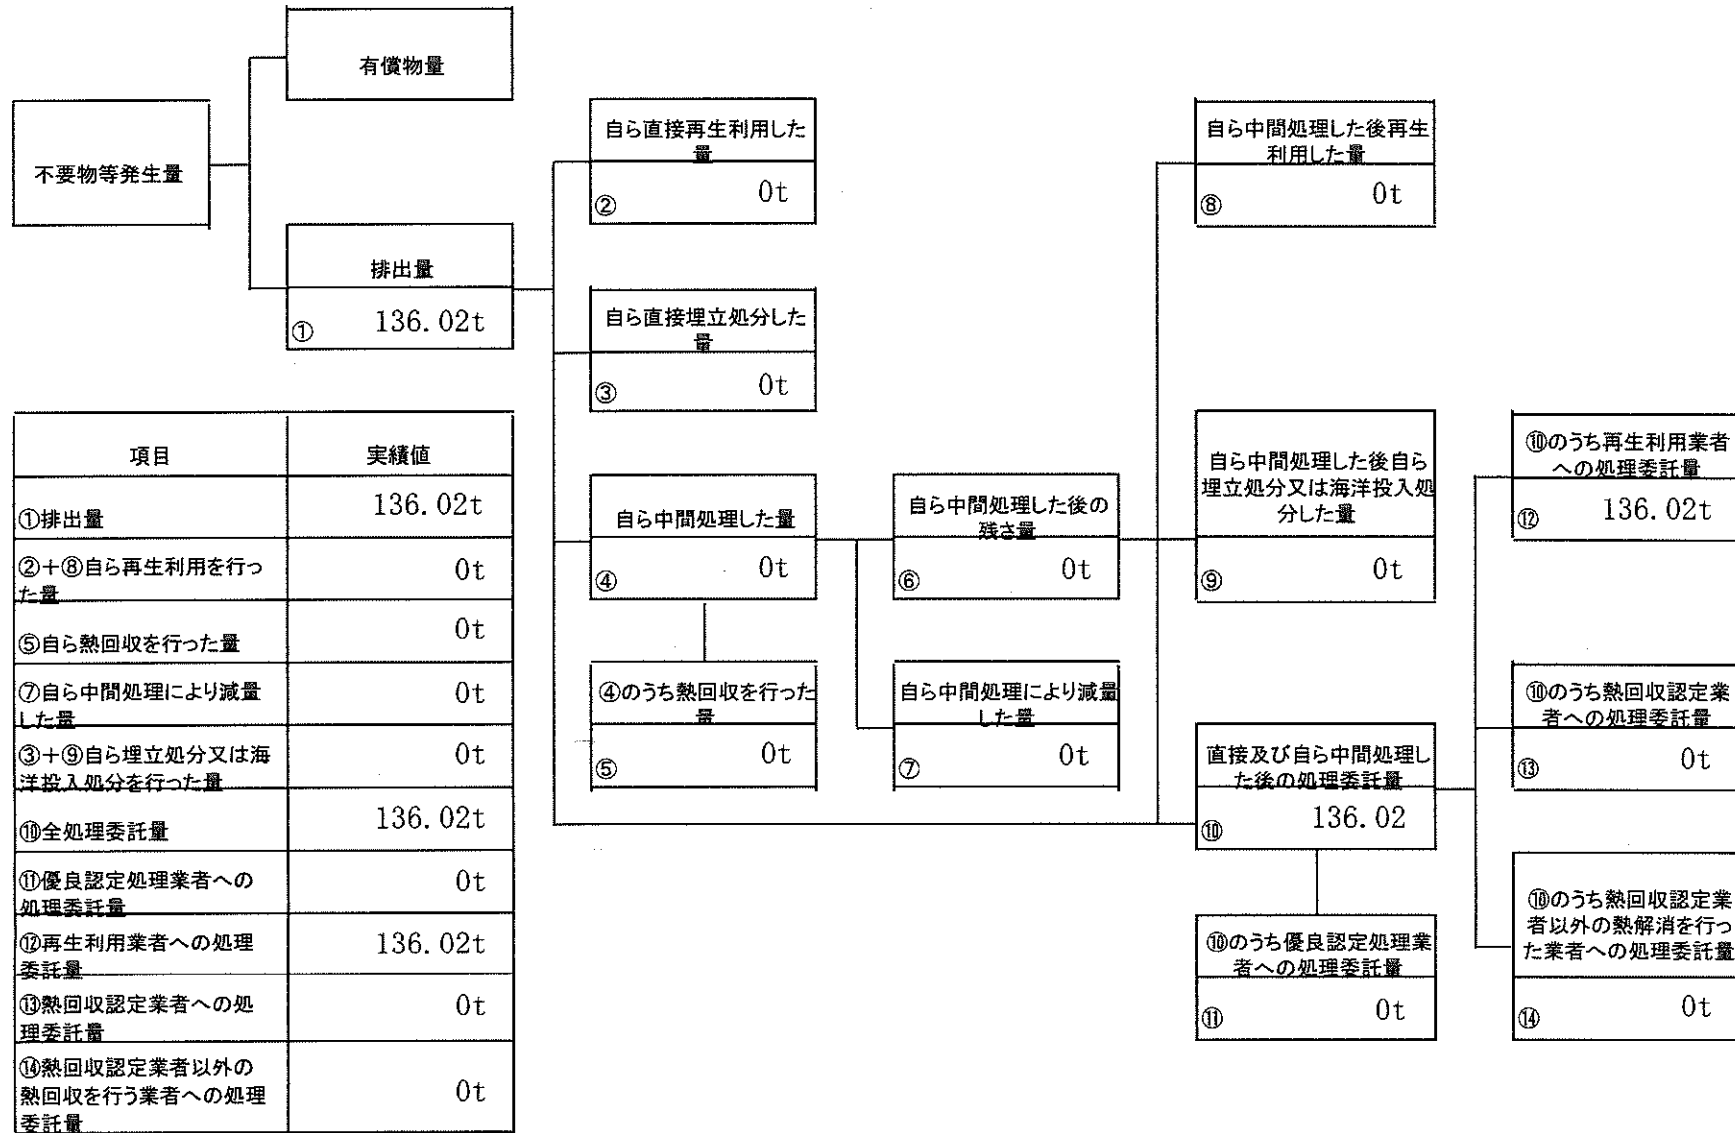 有償物量
不要物等発生量
排出量
① 136.02t
自ら直接再生利用した
量
② 0t
自ら直接埋立処分した
量
③ 0t
自ら中間処理した量
④ 0t
④のうち熱回収を行った
量
⑤ 0t
自ら中間処理した後の
残さ量
⑥ 0t
自ら中間処理により減量
した量
⑦ 0t
自ら中間処理した後再生
利用した量
⑧ 0t
自ら中間処理した後自ら
埋立処分又は海洋投入処
分した量
⑨ 0t
直接及び自ら中間処理し
た後の処理委託量
⑩ 136.02
⑩のうち優良認定処理業
者への処理委託量
⑪ 0t
⑩のうち再生利用業者
への処理委託量
⑫ 136.02t
⑩のうち熱回収認定業
者への処理委託量
⑬ 0t
⑩のうち熱回収認定業
者以外の熱解消を行っ
た業者への処理委託量
⑭ 0t
項目 実績値
①排出量 136.02t
②+⑧自ら再生利用を行っ
た量 0t
⑤自ら熱回収を行った量 0t
⑦自ら中間処理により減量
した量 0t
③+⑨自ら埋立処分又は海
洋投入処分を行った量 0t
⑩全処理委託量 136.02t
⑪優良認定処理業者への
処理委託量 0t
⑫再生利用業者への処理
委託量 136.02t
⑬熱回収認定業者への処
理委託量 0t
⑭熱回収認定業者以外の
熱回収を行う業者への処理
委託量 0t